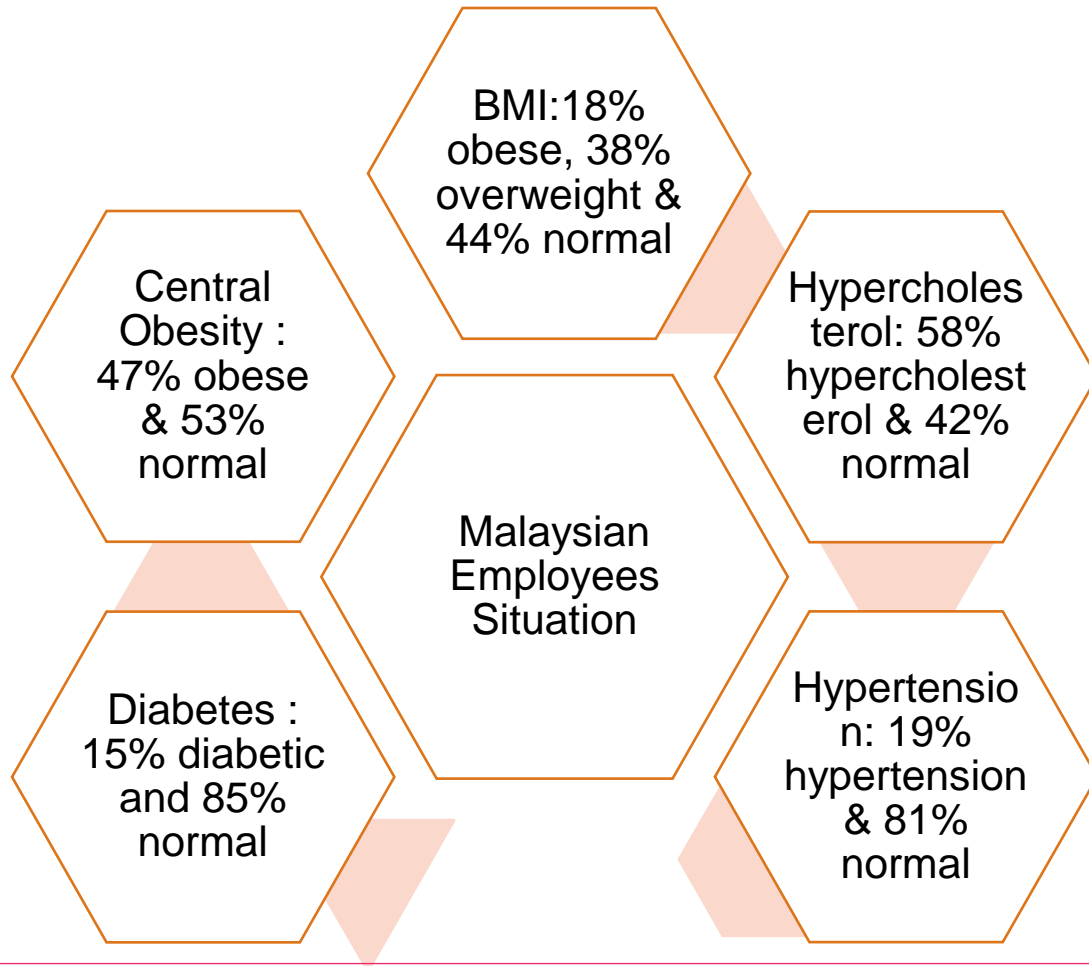 BMI:18%
obese, 38%
overweight &
44% normal
Central
Obesity :
47% obese
& 53%
normal
Hypercholes
terol: 58%
hypercholest
erol & 42%
normal
Malaysian
Employees
Situation
Diabetes :
15% diabetic
and 85%
normal
Hypertensio
n: 19%
hypertension
& 81%
normal